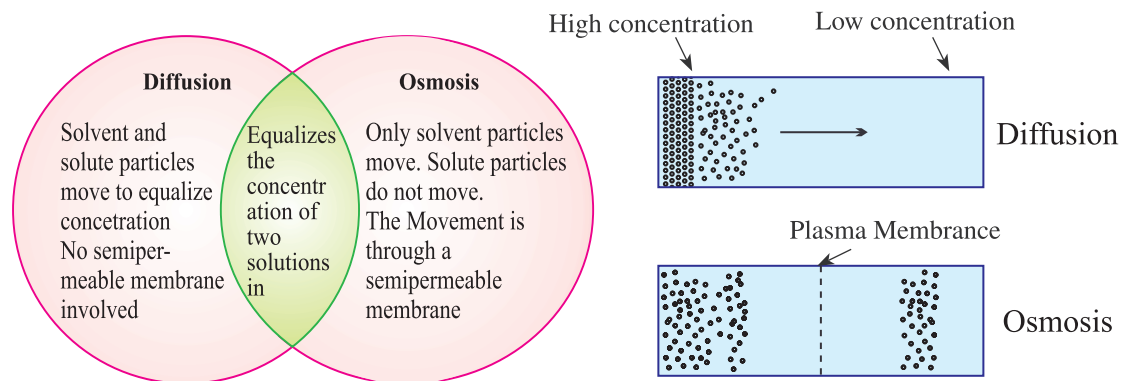 Diffusion
Solvent and
solute particles
move to equalize
concetration
No semiper-
meable membrane
involved
Equalizes
the
concentr
ation of
two
solutions
in
Osmosis
Only solvent particles
move. Solute particles
do not move.
The Movement is
through a
semipermeable
membrane
High concentration
Low concentration
Diffusion
Plasma Membrance
Osmosis